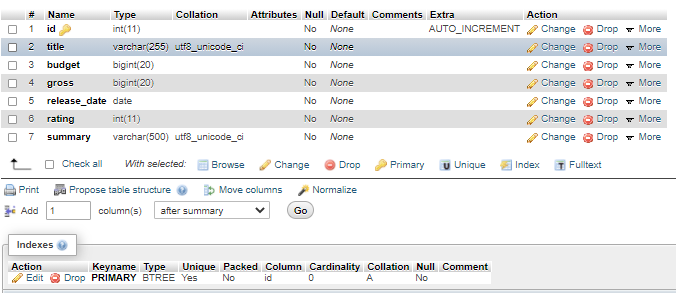 # Name Type Collation Attributes Null Default Comments Extra Action
1 id int(11) No None AUTO_INCREMENT Change Drop More
2 title varchar(255) utf8_unicode_ci No None Change Drop More
3 budget bigint(20) No None Change Drop More
4 gross bigint(20) No None Change Drop More
5 release_date date No None Change Drop More
6 rating int(11) No None Change Drop More
7 summary varchar(500) utf8_unicode_ci No None Change Drop More
Check all With selected: Browse Change Drop Primary Unique Index Fulltext
Print Propose table structure Move columns Normalize
Add 1 column(s) after summary Go
Indexes
Action Keyname Type Unique Packed Column Cardinality Collation Null Comment
Edit Drop PRIMARY BTREE Yes No id 0 A No